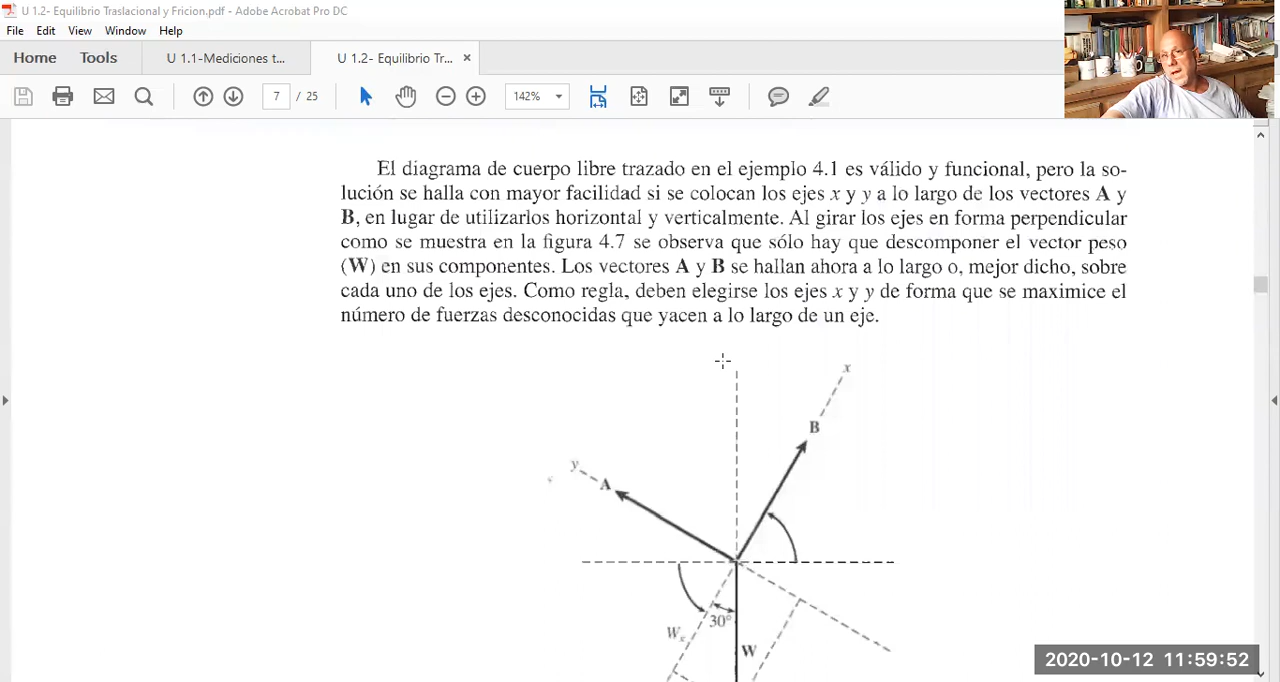 U 1.2- Equilibrio Traslacional y Friccion.pdf - Adobe Acrobat Pro DC
File Edit View Window Help
Home Tools U 1.1-Mediciones t... U 1.2- Equilibrio Tr... ×
7 / 25 142%
El diagrama de cuerpo libre trazado en el ejemplo 4.1 es válido y funcional, pero la so-
lución se halla con mayor facilidad si se colocan los ejes x y y a lo largo de los vectores A y
B, en lugar de utilizarlos horizontal y verticalmente. Al girar los ejes en forma perpendicular
como se muestra en la figura 4.7 se observa que sólo hay que descomponer el vector peso
(W) en sus componentes. Los vectores A y B se hallan ahora a lo largo o, mejor dicho, sobre
cada uno de los ejes. Como regla, deben elegirse los ejes x y y de forma que se maximice el
número de fuerzas desconocidas que yacen a lo largo de un eje.
x
B
y
A
30°
Wx
W
2020-10-12 11:59:52